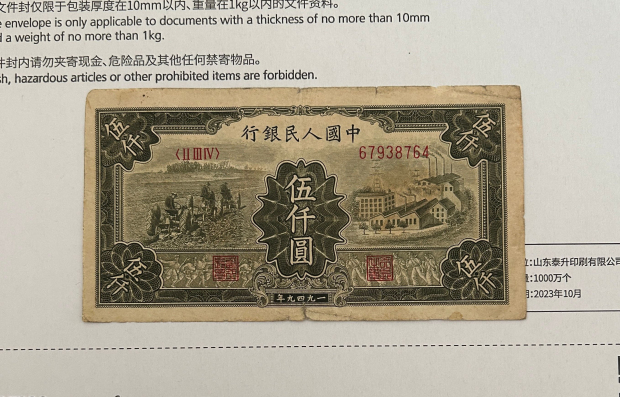 文件封仅限于包装厚度在10mm以内、重量在1kg以内的文件资料。
e envelope is only applicable to documents with a thickness of no more than 10mm
d a weight of no more than 1kg.
件封内请勿夹寄现金、危险品及其他任何禁寄物品。
sh, hazardous articles or other prohibited items are forbidden.
伍仟
行銀民人國中
伍仟
〈ⅡⅢⅣ〉
67938764
伍仟圓
伍仟
伍仟
年九四九一
位:山东泰升印刷有限公司
量:1000万个
期:2023年10月